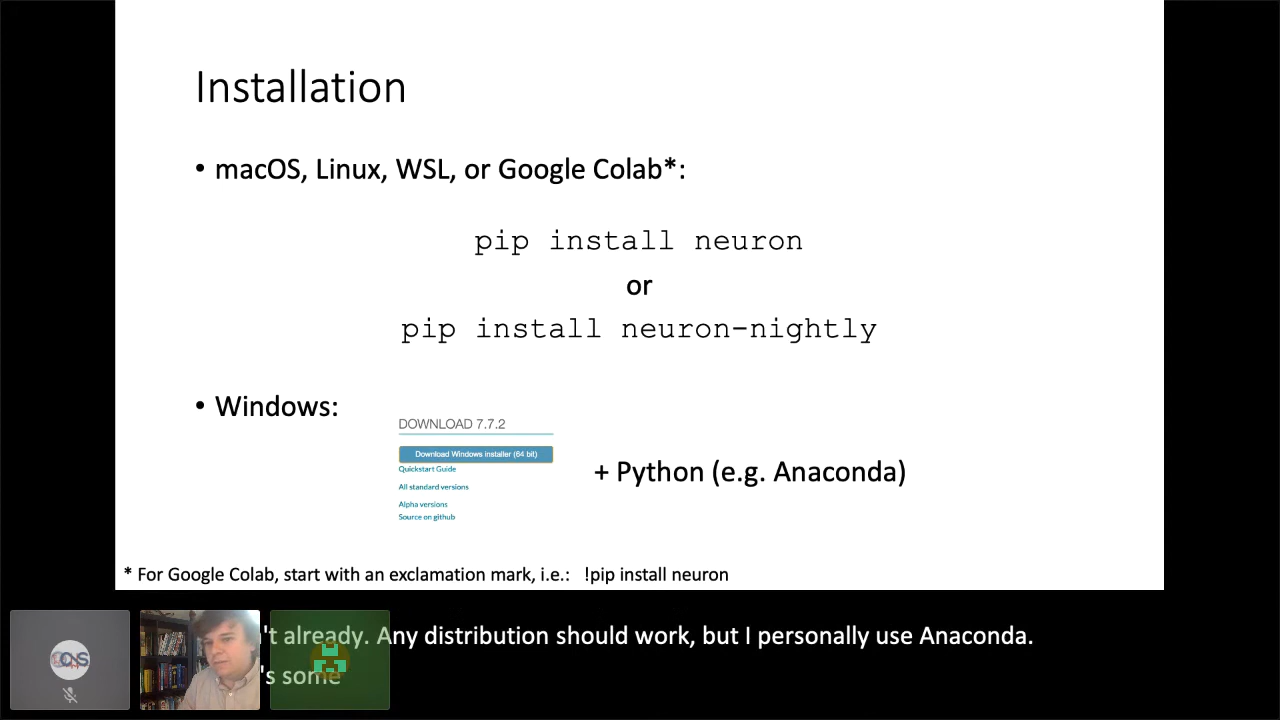 Installation
• macOS, Linux, WSL, or Google Colab*:
pip install neuron
or
pip install neuron-nightly
• Windows:
DOWNLOAD 7.7.2
Download Windows installer (64 bit)
Quickstart Guide
All standard versions
Alpha versions
Source on github
+ Python (e.g. Anaconda)
* For Google Colab, start with an exclamation mark, i.e.: !pip install neuron
't already. Any distribution should work, but I personally use Anaconda.
's some